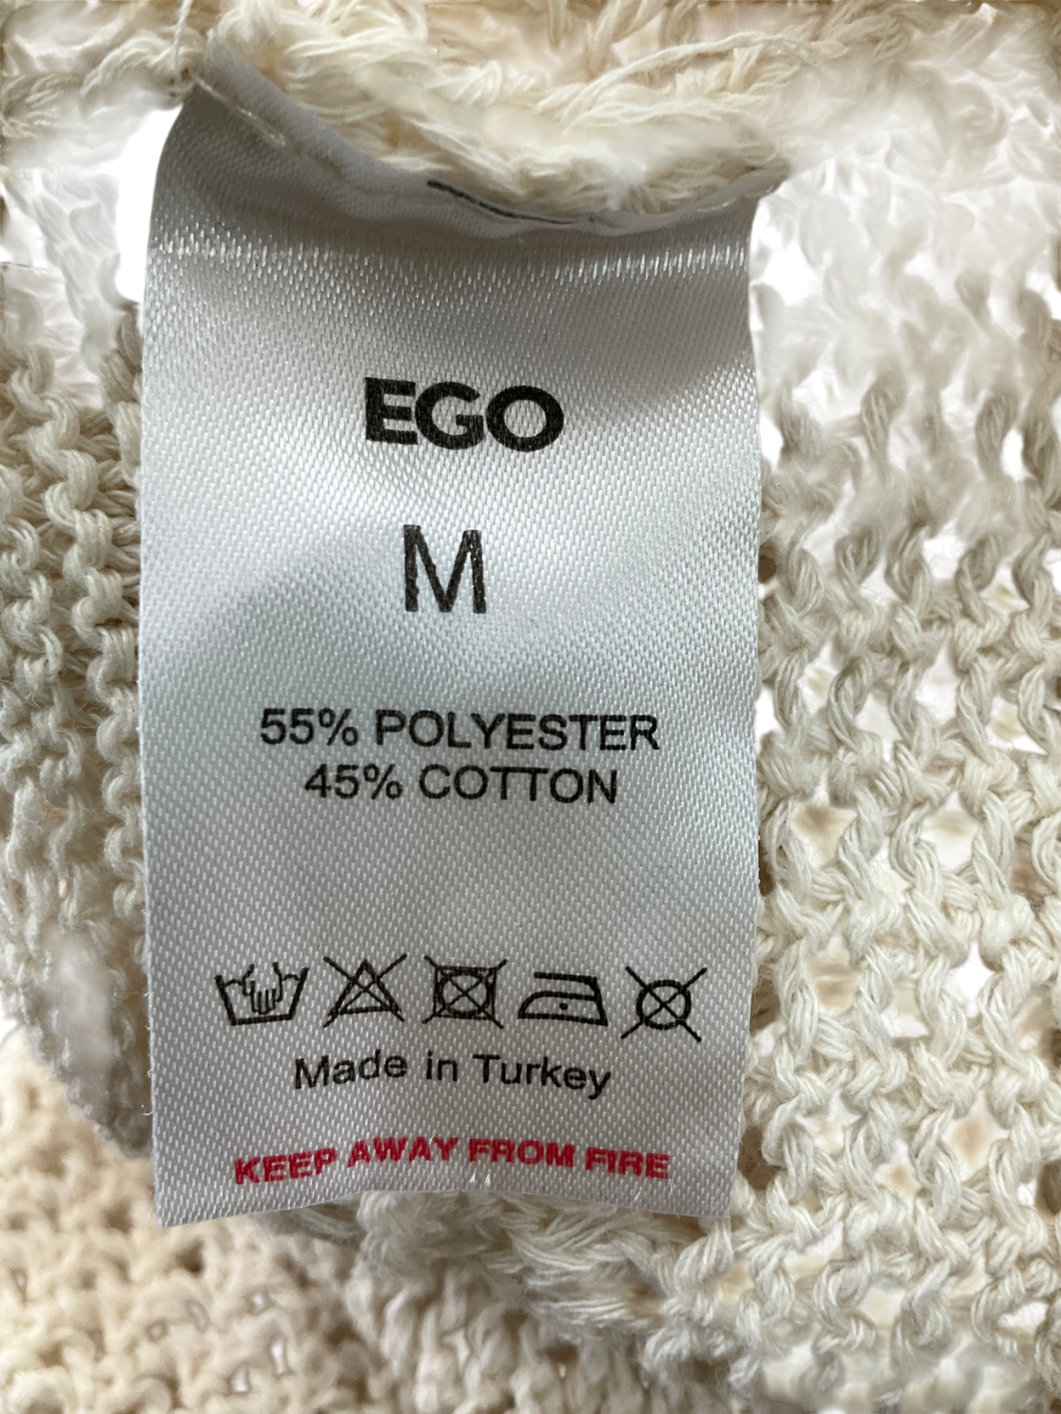 EGO
M
55% POLYESTER
45% COTTON
Made in Turkey
KEEP AWAY FROM FIRE